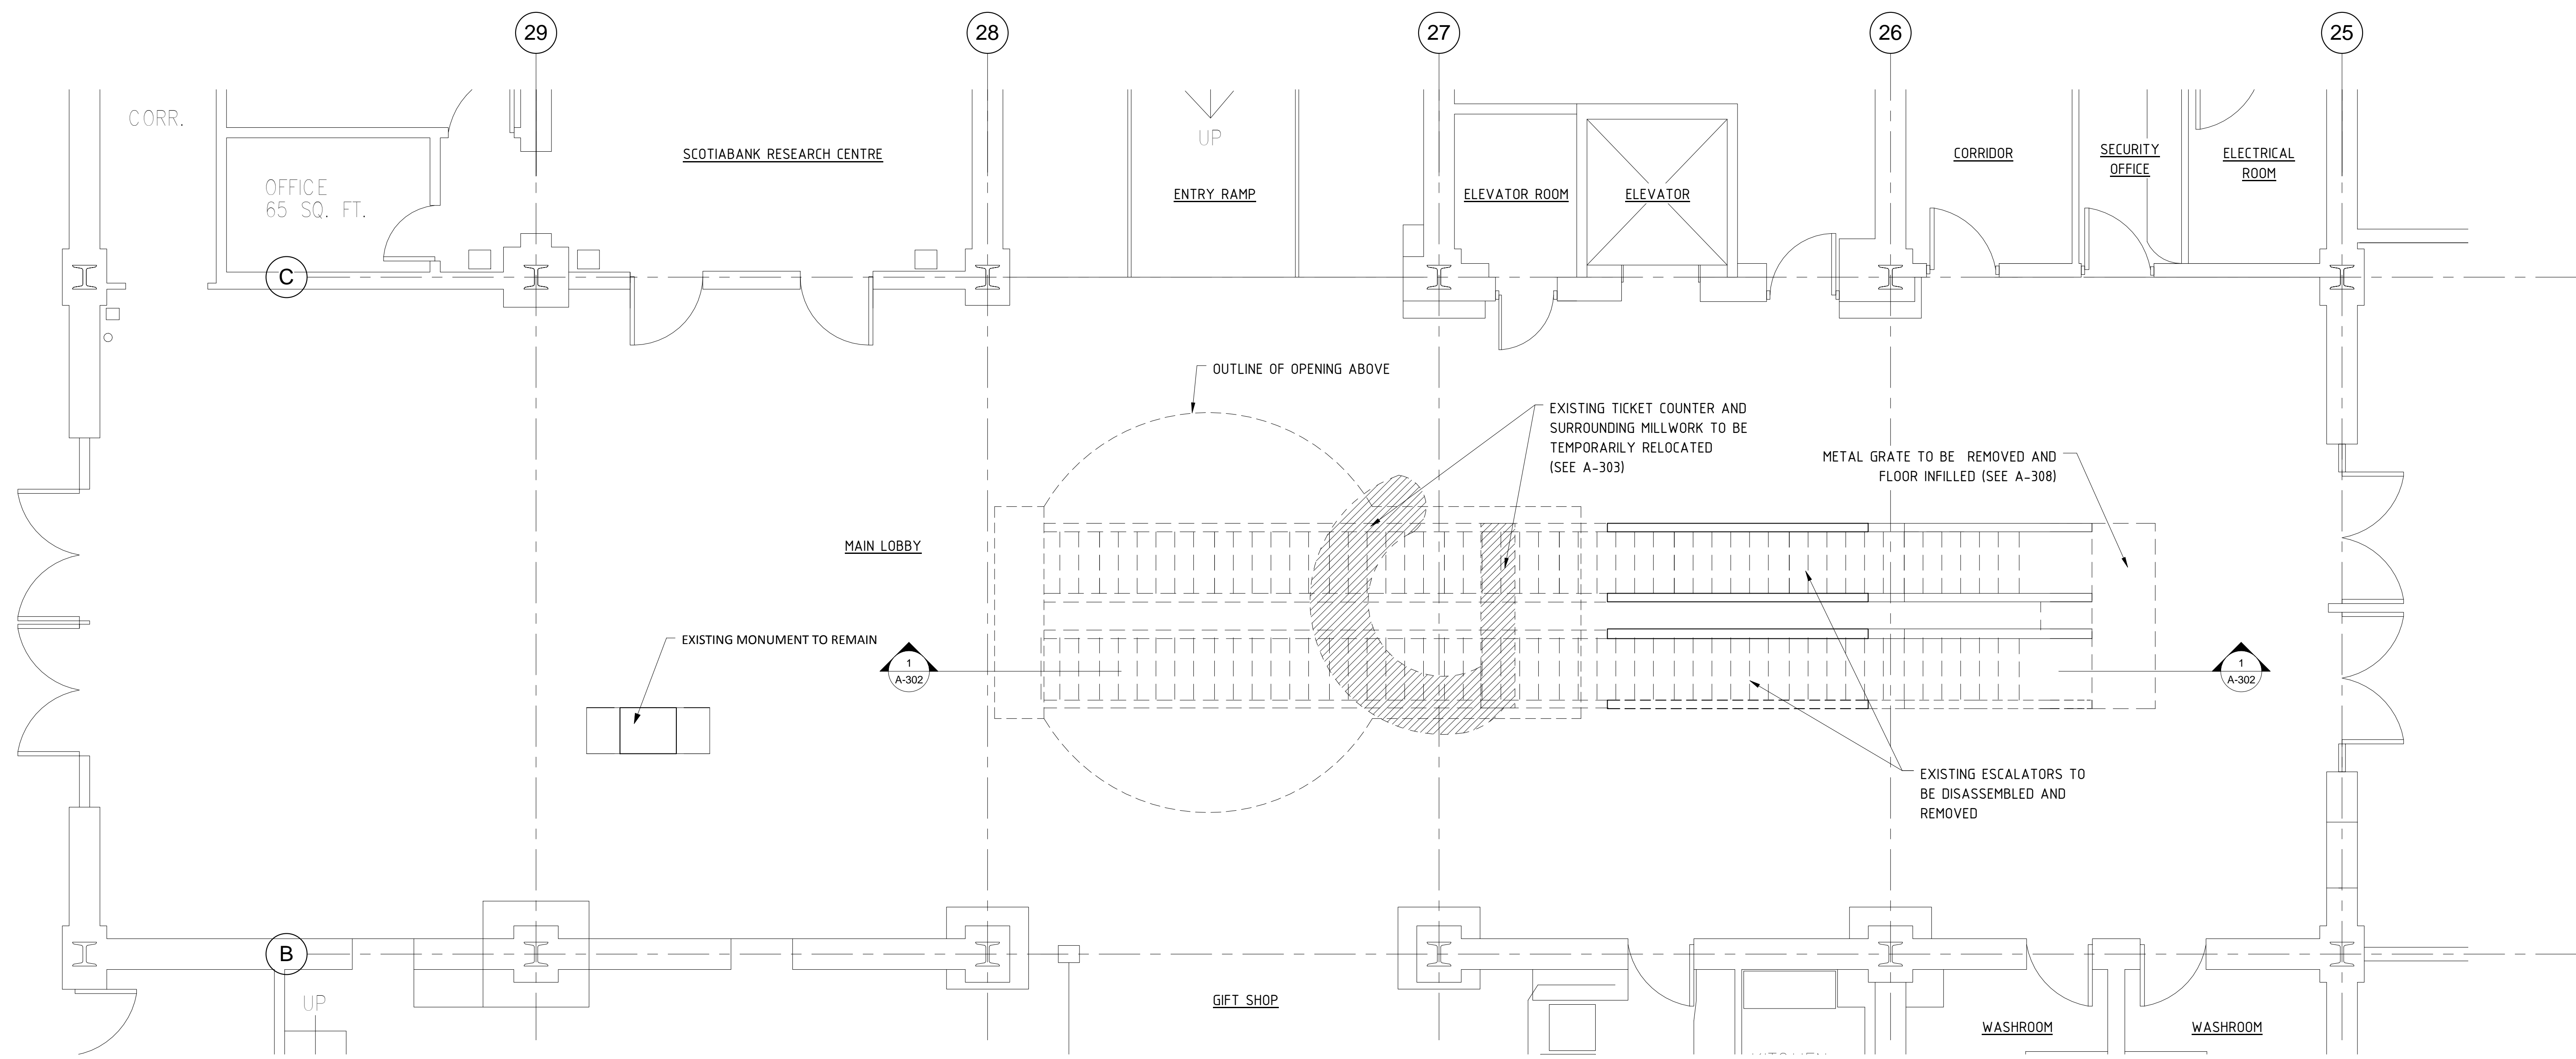 29
28
27
26
25
CORR.
OFFICE
65 SQ. FT.
SCOTIABANK RESEARCH CENTRE
UP
ENTRY RAMP
ELEVATOR ROOM
ELEVATOR
CORRIDOR
SECURITY
OFFICE
ELECTRICAL
ROOM
C
OUTLINE OF OPENING ABOVE
EXISTING TICKET COUNTER AND
SURROUNDING MILLWORK TO BE
TEMPORARILY RELOCATED
(SEE A-303)
METAL GRATE TO BE REMOVED AND
FLOOR INFILLED (SEE A-308)
MAIN LOBBY
EXISTING MONUMENT TO REMAIN
1
A-302
1
A-302
EXISTING ESCALATORS TO
BE DISASSEMBLED AND
REMOVED
B
UP
GIFT SHOP
WASHROOM
WASHROOM